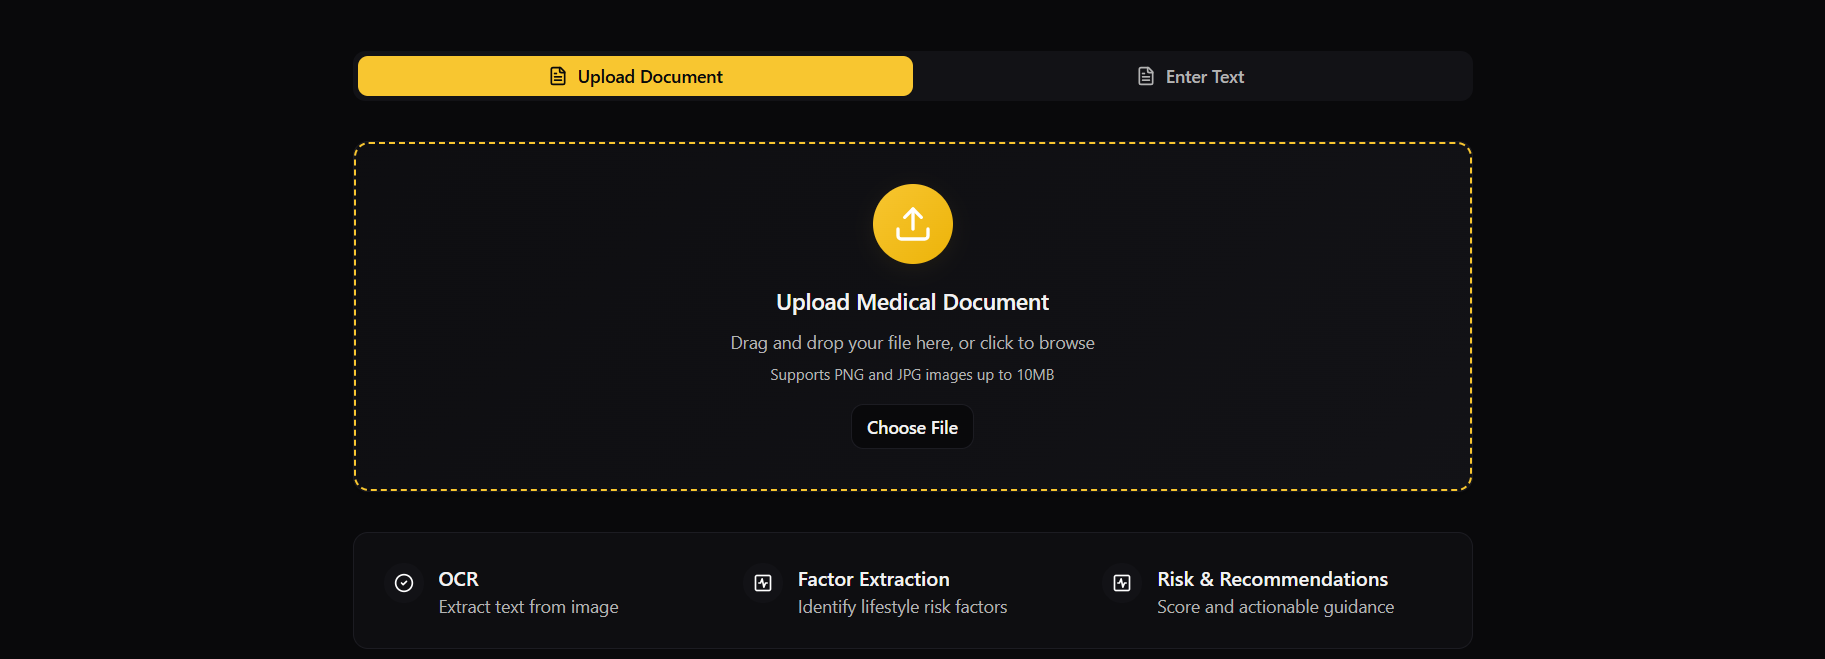 Upload Document
Enter Text
Upload Medical Document
Drag and drop your file here, or click to browse
Supports PNG and JPG images up to 10MB
Choose File
OCR
Extract text from image
Factor Extraction
Identify lifestyle risk factors
Risk & Recommendations
Score and actionable guidance